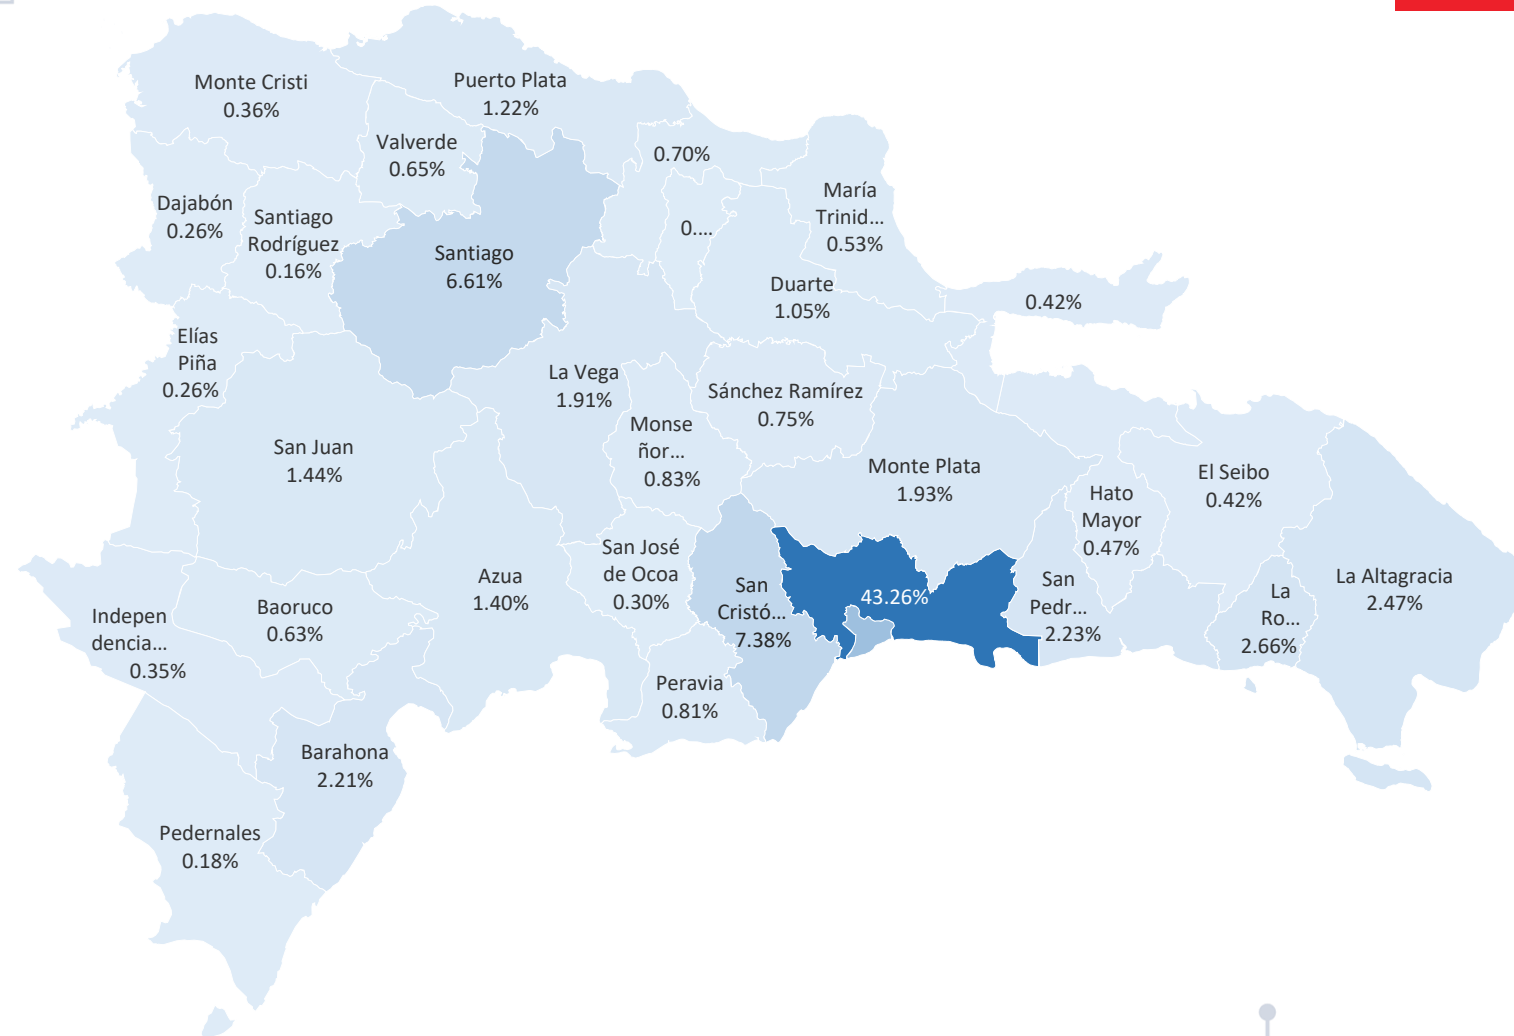 Monte Cristi
0.36%
Puerto Plata
1.22%
Valverde
0.65%
0.70%
Dajabón
0.26%
Santiago
Rodríguez
0.16%
Santiago
6.61%
0....
María
Trinid...
0.53%
Duarte
1.05%
0.42%
Elías
Piña
0.26%
La Vega
1.91%
Sánchez Ramírez
0.75%
San Juan
1.44%
Monse
ñor...
0.83%
Monte Plata
1.93%
Hato
Mayor
0.47%
El Seibo
0.42%
Indepen
dencia...
0.35%
Baoruco
0.63%
Azua
1.40%
San José
de Ocoa
0.30%
San
Cristó...
7.38%
43.26%
San
Pedr...
2.23%
La
Ro...
2.66%
La Altagracia
2.47%
Peravia
0.81%
Barahona
2.21%
Pedernales
0.18%